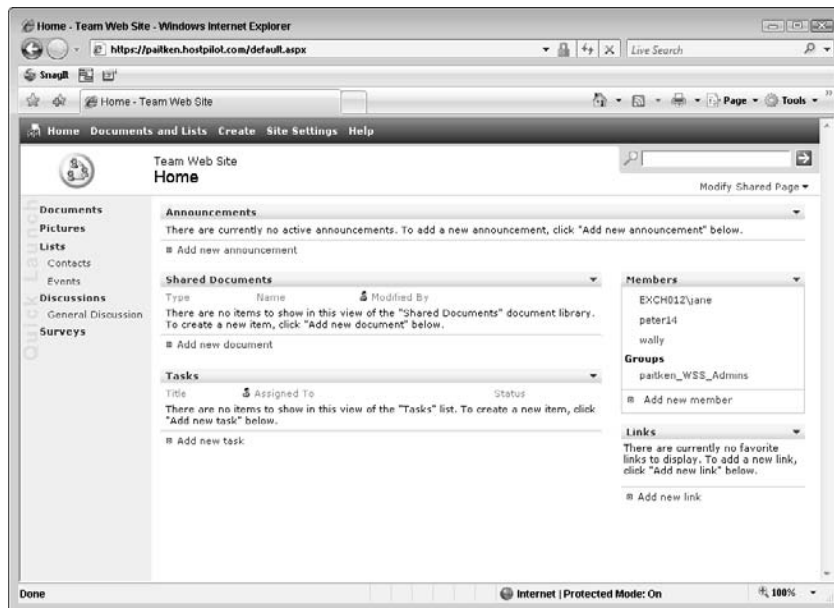 Home - Team Web Site - Windows Internet Explorer
https://paitken.hostpilot.com/default.aspx
Live Search
SnagIt
Home - Team Web Site
Page
Tools
Home Documents and Lists Create Site Settings Help
Team Web Site
Home
Modify Shared Page
Quick Launch
Documents
Pictures
Lists
Contacts
Events
Discussions
General Discussion
Surveys
Announcements
There are currently no active announcements. To add a new announcement, click "Add new announcement" below.
Add new announcement
Shared Documents
Type Name Modified By
There are no items to show in this view of the "Shared Documents" document library.
To create a new item, click "Add new document" below.
Add new document
Tasks
Title Assigned To Status
There are no items to show in this view of the "Tasks" list. To create a new item, click
"Add new task" below.
Add new task
Members
EXCH012\jane
peter14
wally
Groups
paitken_WSS_Admins
Add new member
Links
There are currently no favorite
links to display. To add a new link,
click "Add new link" below.
Add new link
Done
Internet | Protected Mode: On
100%